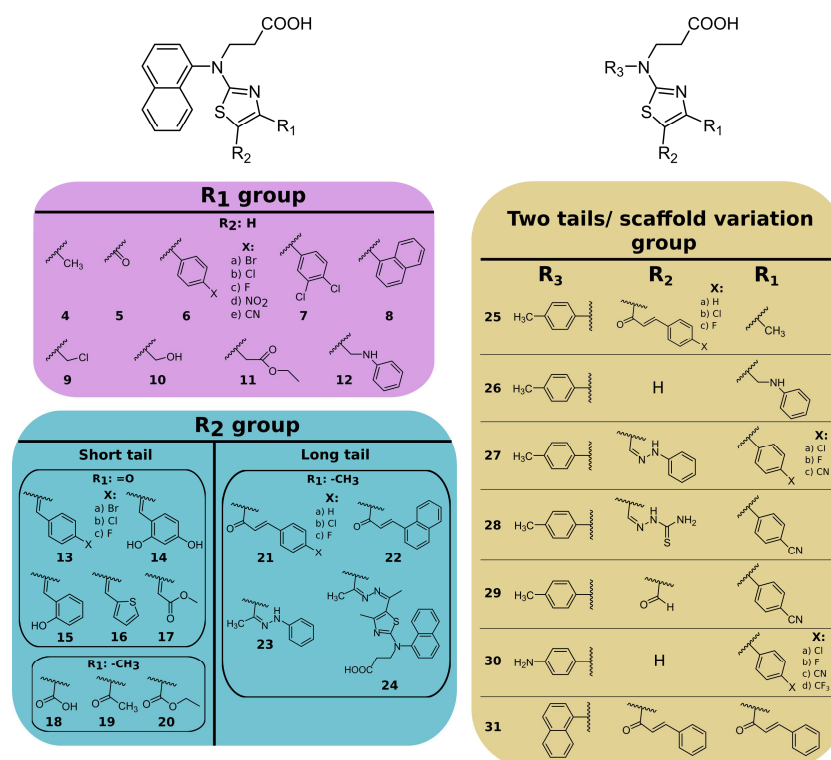 COOH
N
N
S
R1
R2
COOH
R3
N
N
S
R1
R2
R1 group
R2: H
CH3
4
O
5
X
6
X:
a) Br
b) Cl
c) F
d) NO2
e) CN
Cl
Cl
7
8
Cl
9
OH
10
O
O
11
NH
12
R2 group
Short tail
R1: =O
X:
a) Br
b) Cl
c) F
X
13
HO
OH
14
HO
15
S
16
O
O
17
R1: -CH3
O
OH
18
O
CH3
19
O
O
20
Long tail
R1: -CH3
X:
a) H
b) Cl
c) F
O
X
21
O
22
H3C
N
H
N
23
H3C
N
N
CH3
S
N
N
HOOC
24
Two tails/ scaffold variation
group
R3 R2 R1
25
H3C
O
X
X:
a) H
b) Cl
c) F
CH3
26
H3C
H
NH
27
H3C
N
H
N
X
X:
a) Cl
b) F
c) CN
28
H3C
N
H
N
NH2
S
CN
29
H3C
O
H
CN
30
H2N
H
X
X:
a) Cl
b) F
c) CN
d) CF3
31
O
O